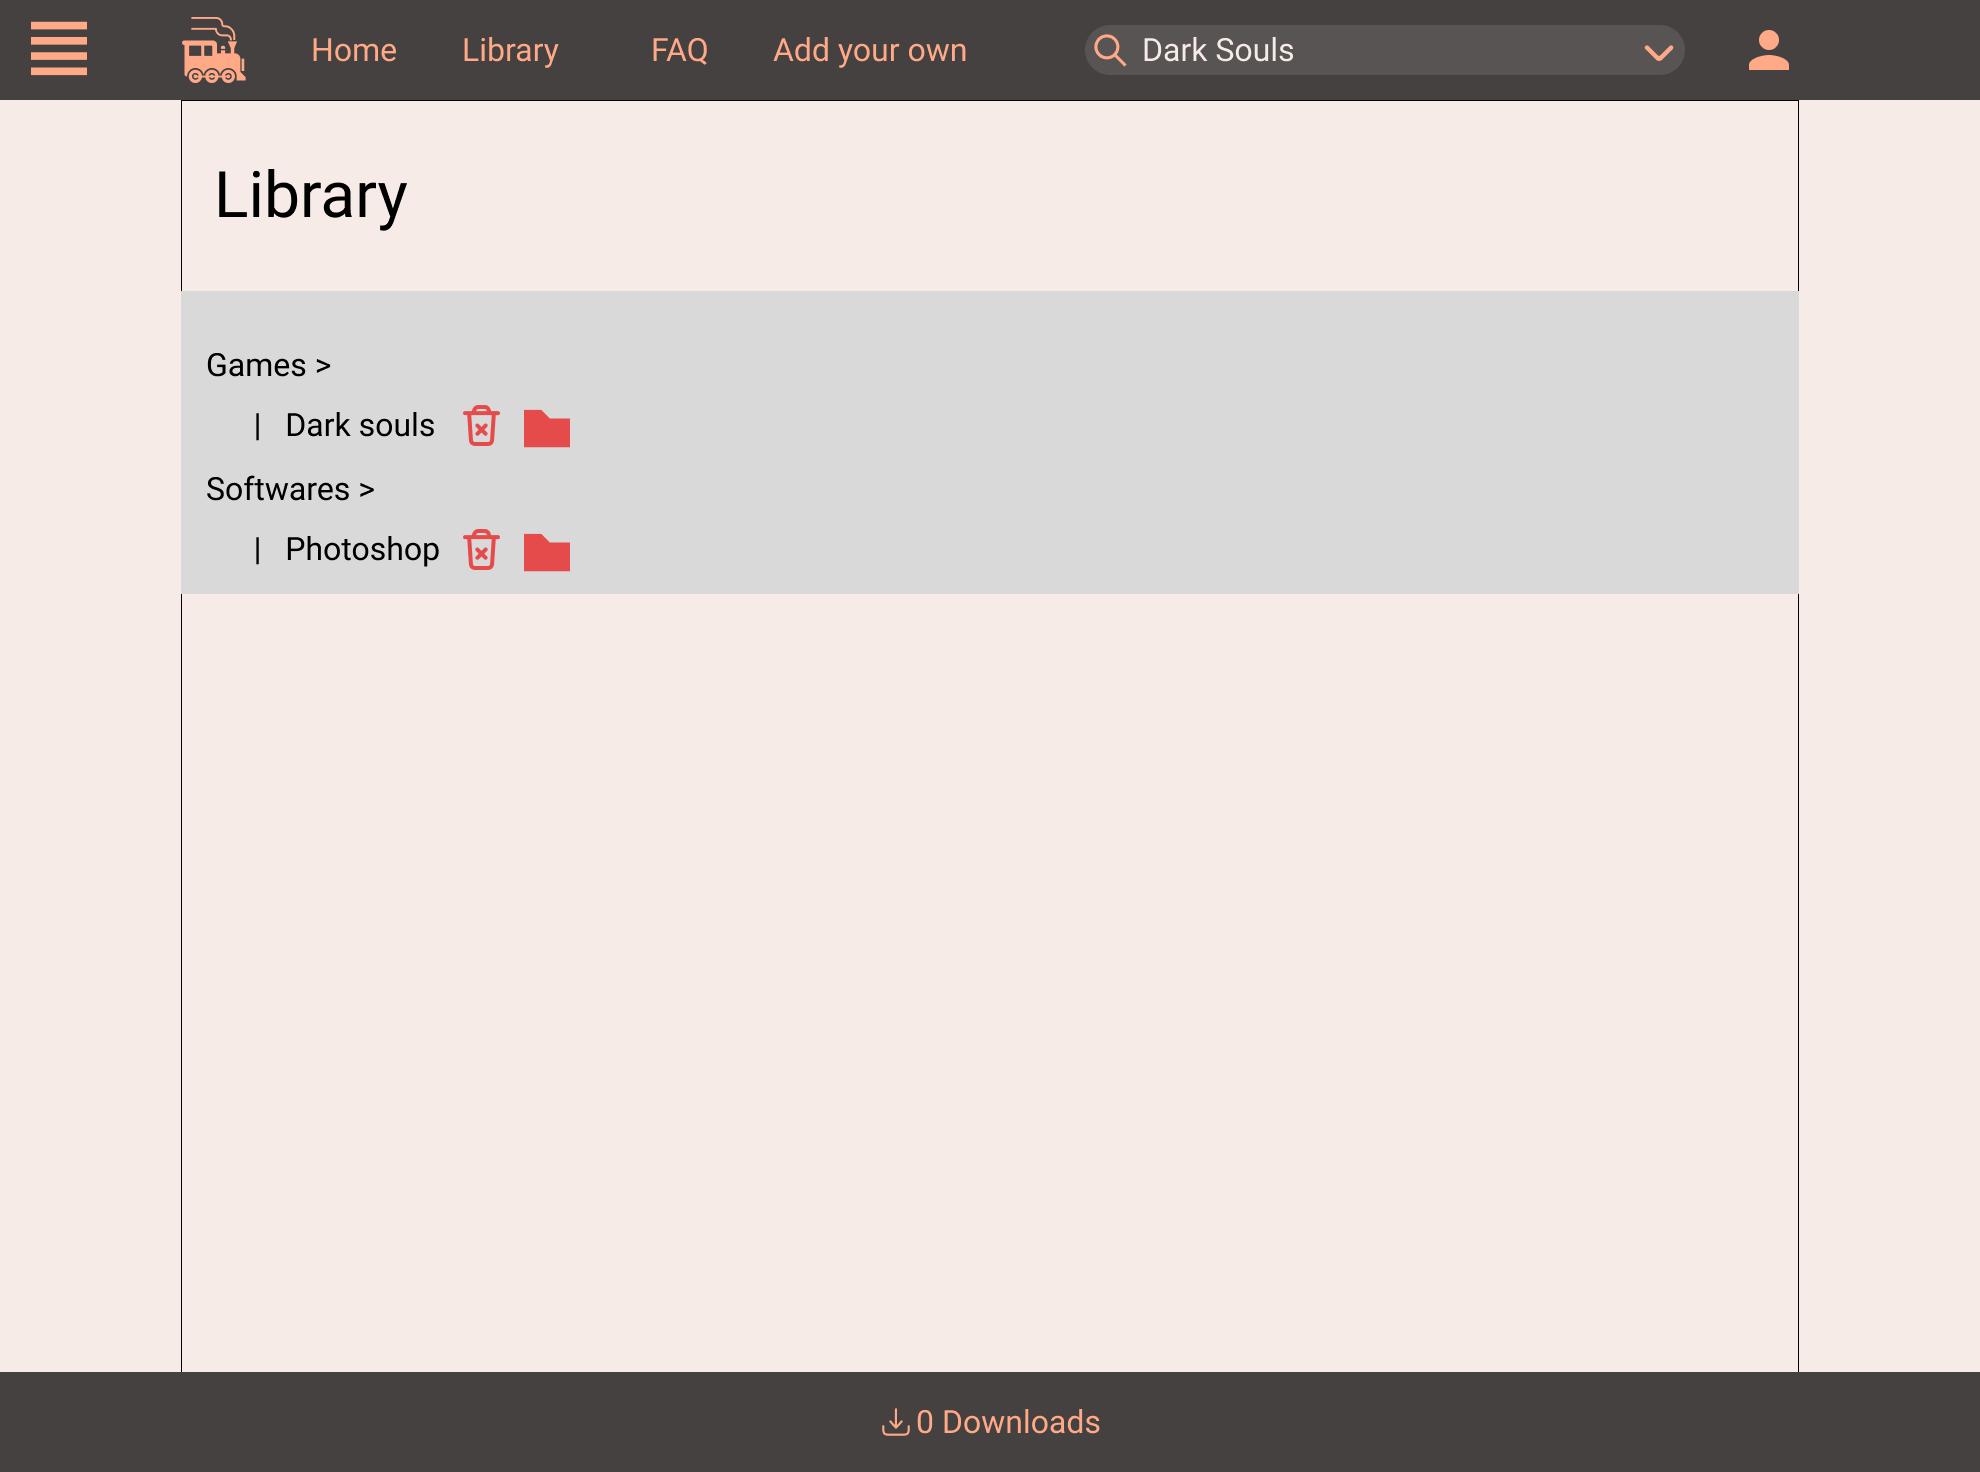 Home Library FAQ Add your own Dark Souls
Library
Games >
| Dark souls
Softwares >
| Photoshop
0 Downloads